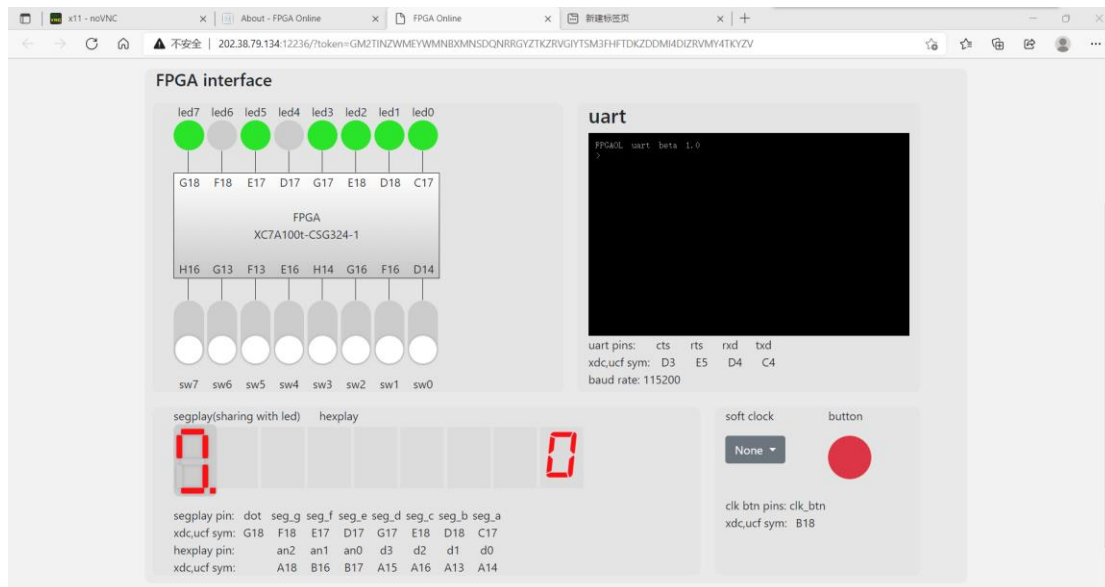 x11 - noVNC
About - FPGA Online
FPGA Online
新建标签页
不安全 | 202.38.79.134:12236/?token=GM2TINZWMEYWMNBXMNSDQNRRGYZTKZRVGIYTSM3FHFTDKZDDMI4DIZRVMY4TKYZV
FPGA interface
led7 led6 led5 led4 led3 led2 led1 led0
G18 F18 E17 D17 G17 E18 D18 C17
FPGA
XC7A100t-CSG324-1
H16 G13 F13 E16 H14 G16 F16 D14
sw7 sw6 sw5 sw4 sw3 sw2 sw1 sw0
uart
FPGAOL uart beta 1.0
>
uart pins: cts rts rxd txd
xdc,ucf sym: D3 E5 D4 C4
baud rate: 115200
segplay(sharing with led) hexplay
0
segplay pin: dot seg_g seg_f seg_e seg_d seg_c seg_b seg_a
xdc,ucf sym: G18 F18 E17 D17 G17 E18 D18 C17
hexplay pin: an2 an1 an0 d3 d2 d1 d0
xdc,ucf sym: A18 B16 B17 A15 A16 A13 A14
soft clock button
None
clk btn pins: clk_btn
xdc,ucf sym: B18